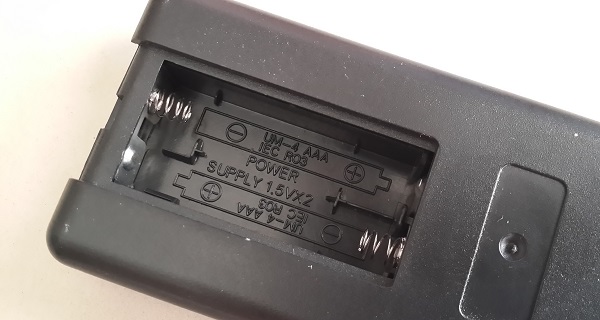 UM-4 AAA
IEC R03
POWER
SUPPLY 1.5VX2
UM-4 AAA
IEC R03